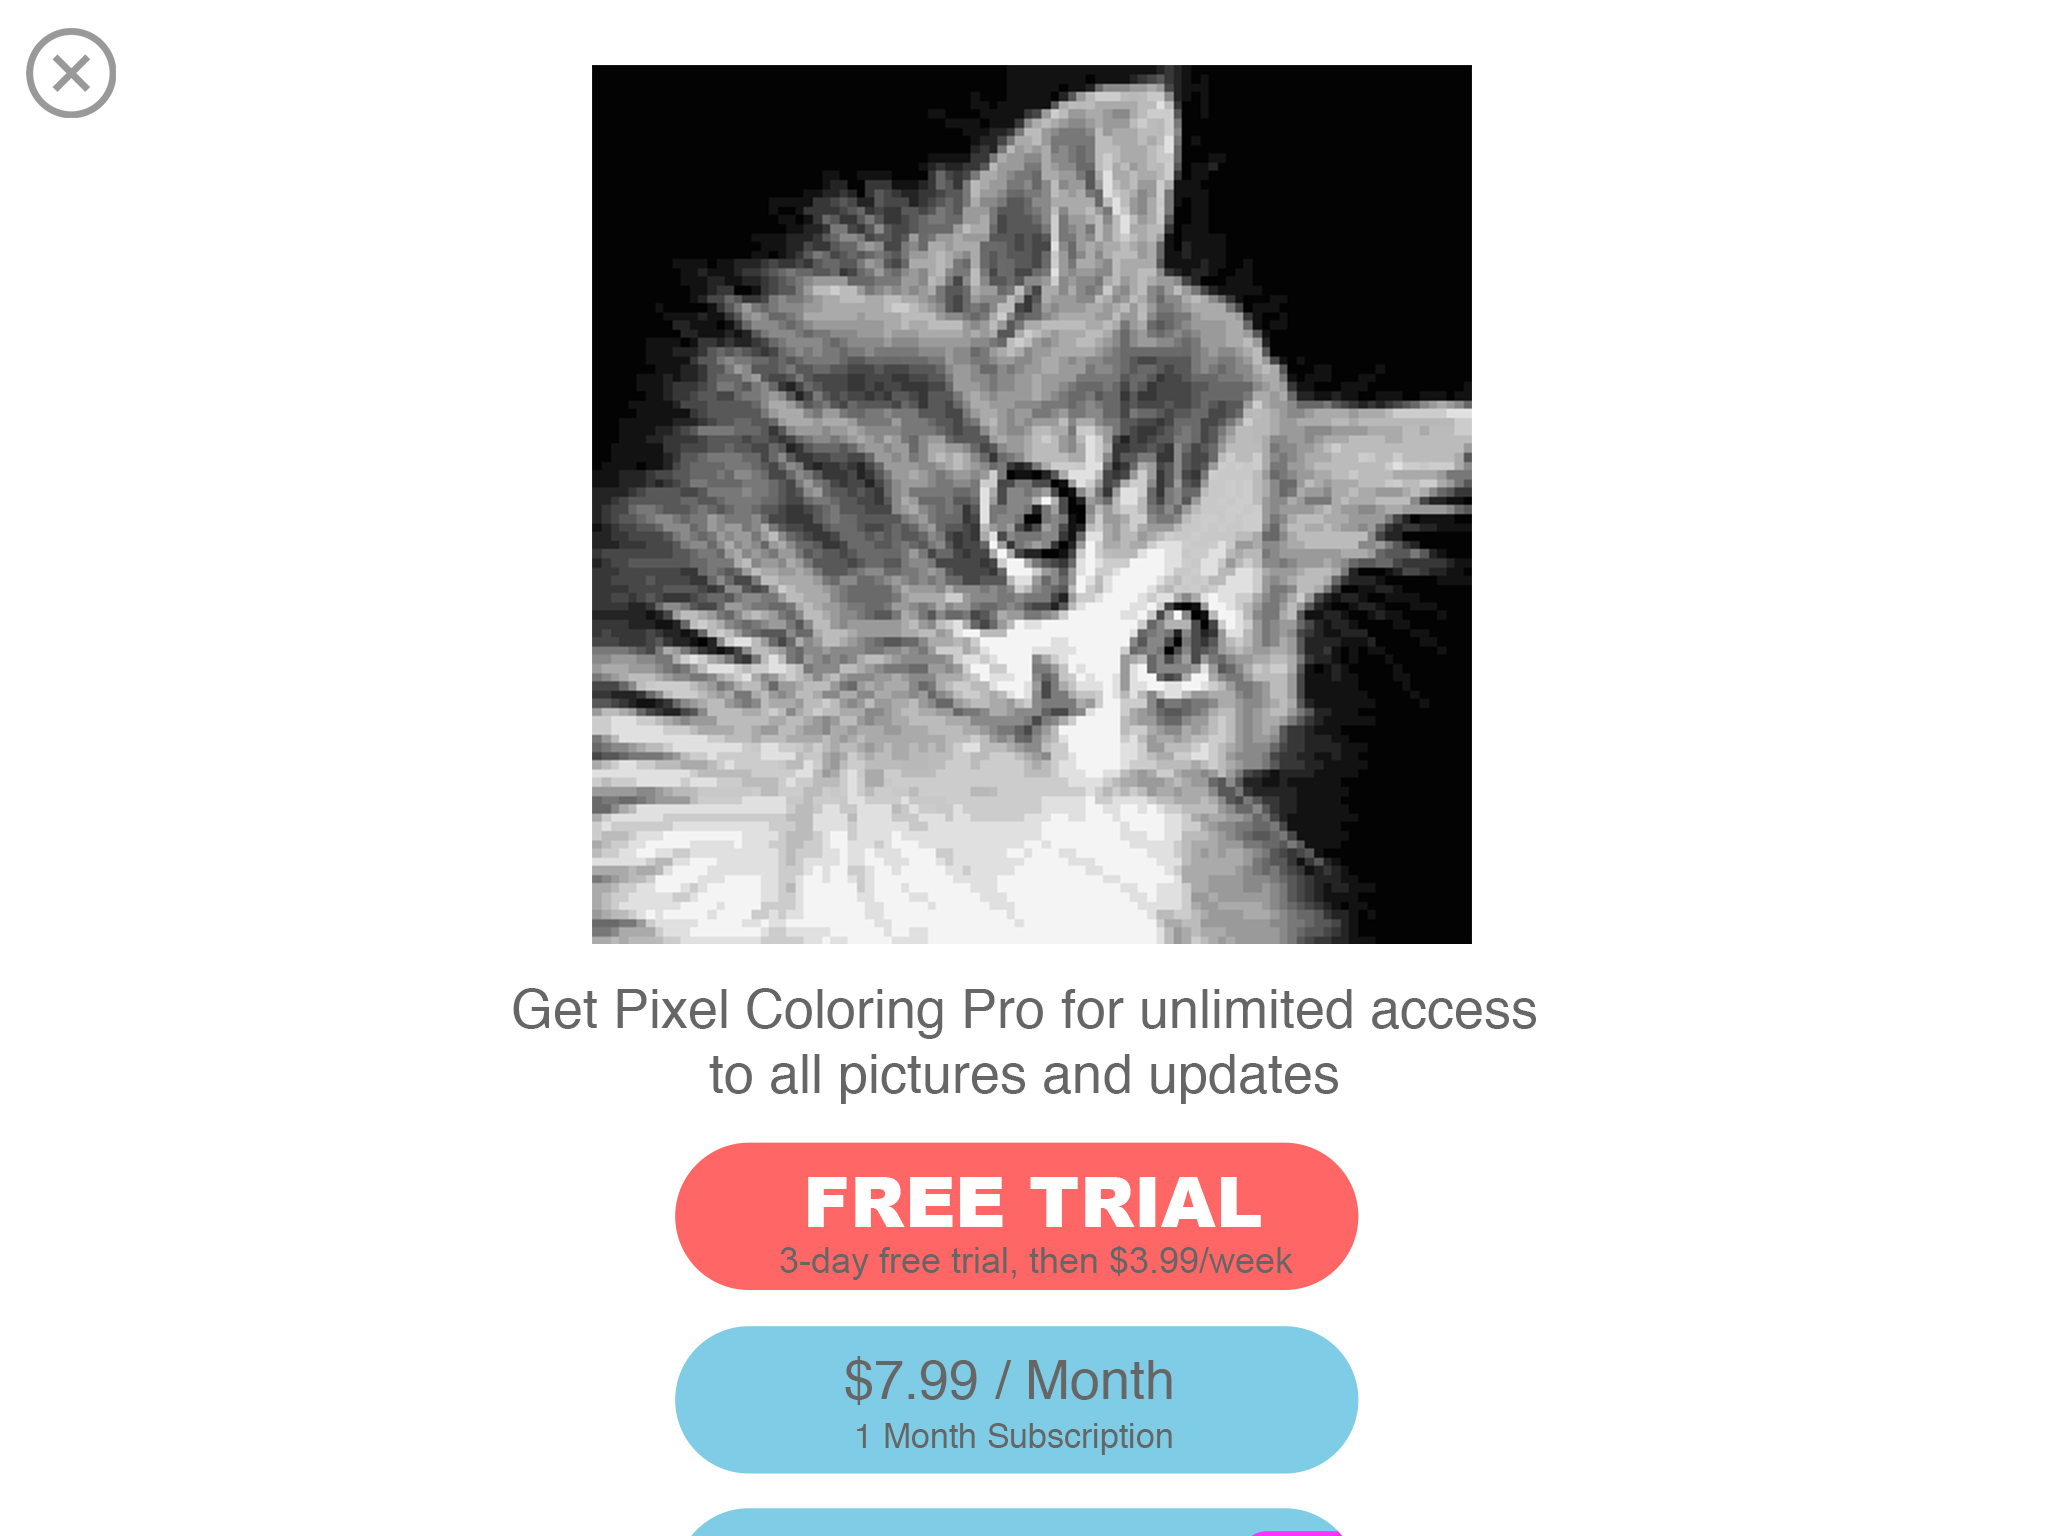 Get Pixel Coloring Pro for unlimited access
to all pictures and updates
FREE TRIAL
3-day free trial, then $3.99/week
$7.99 / Month
1 Month Subscription